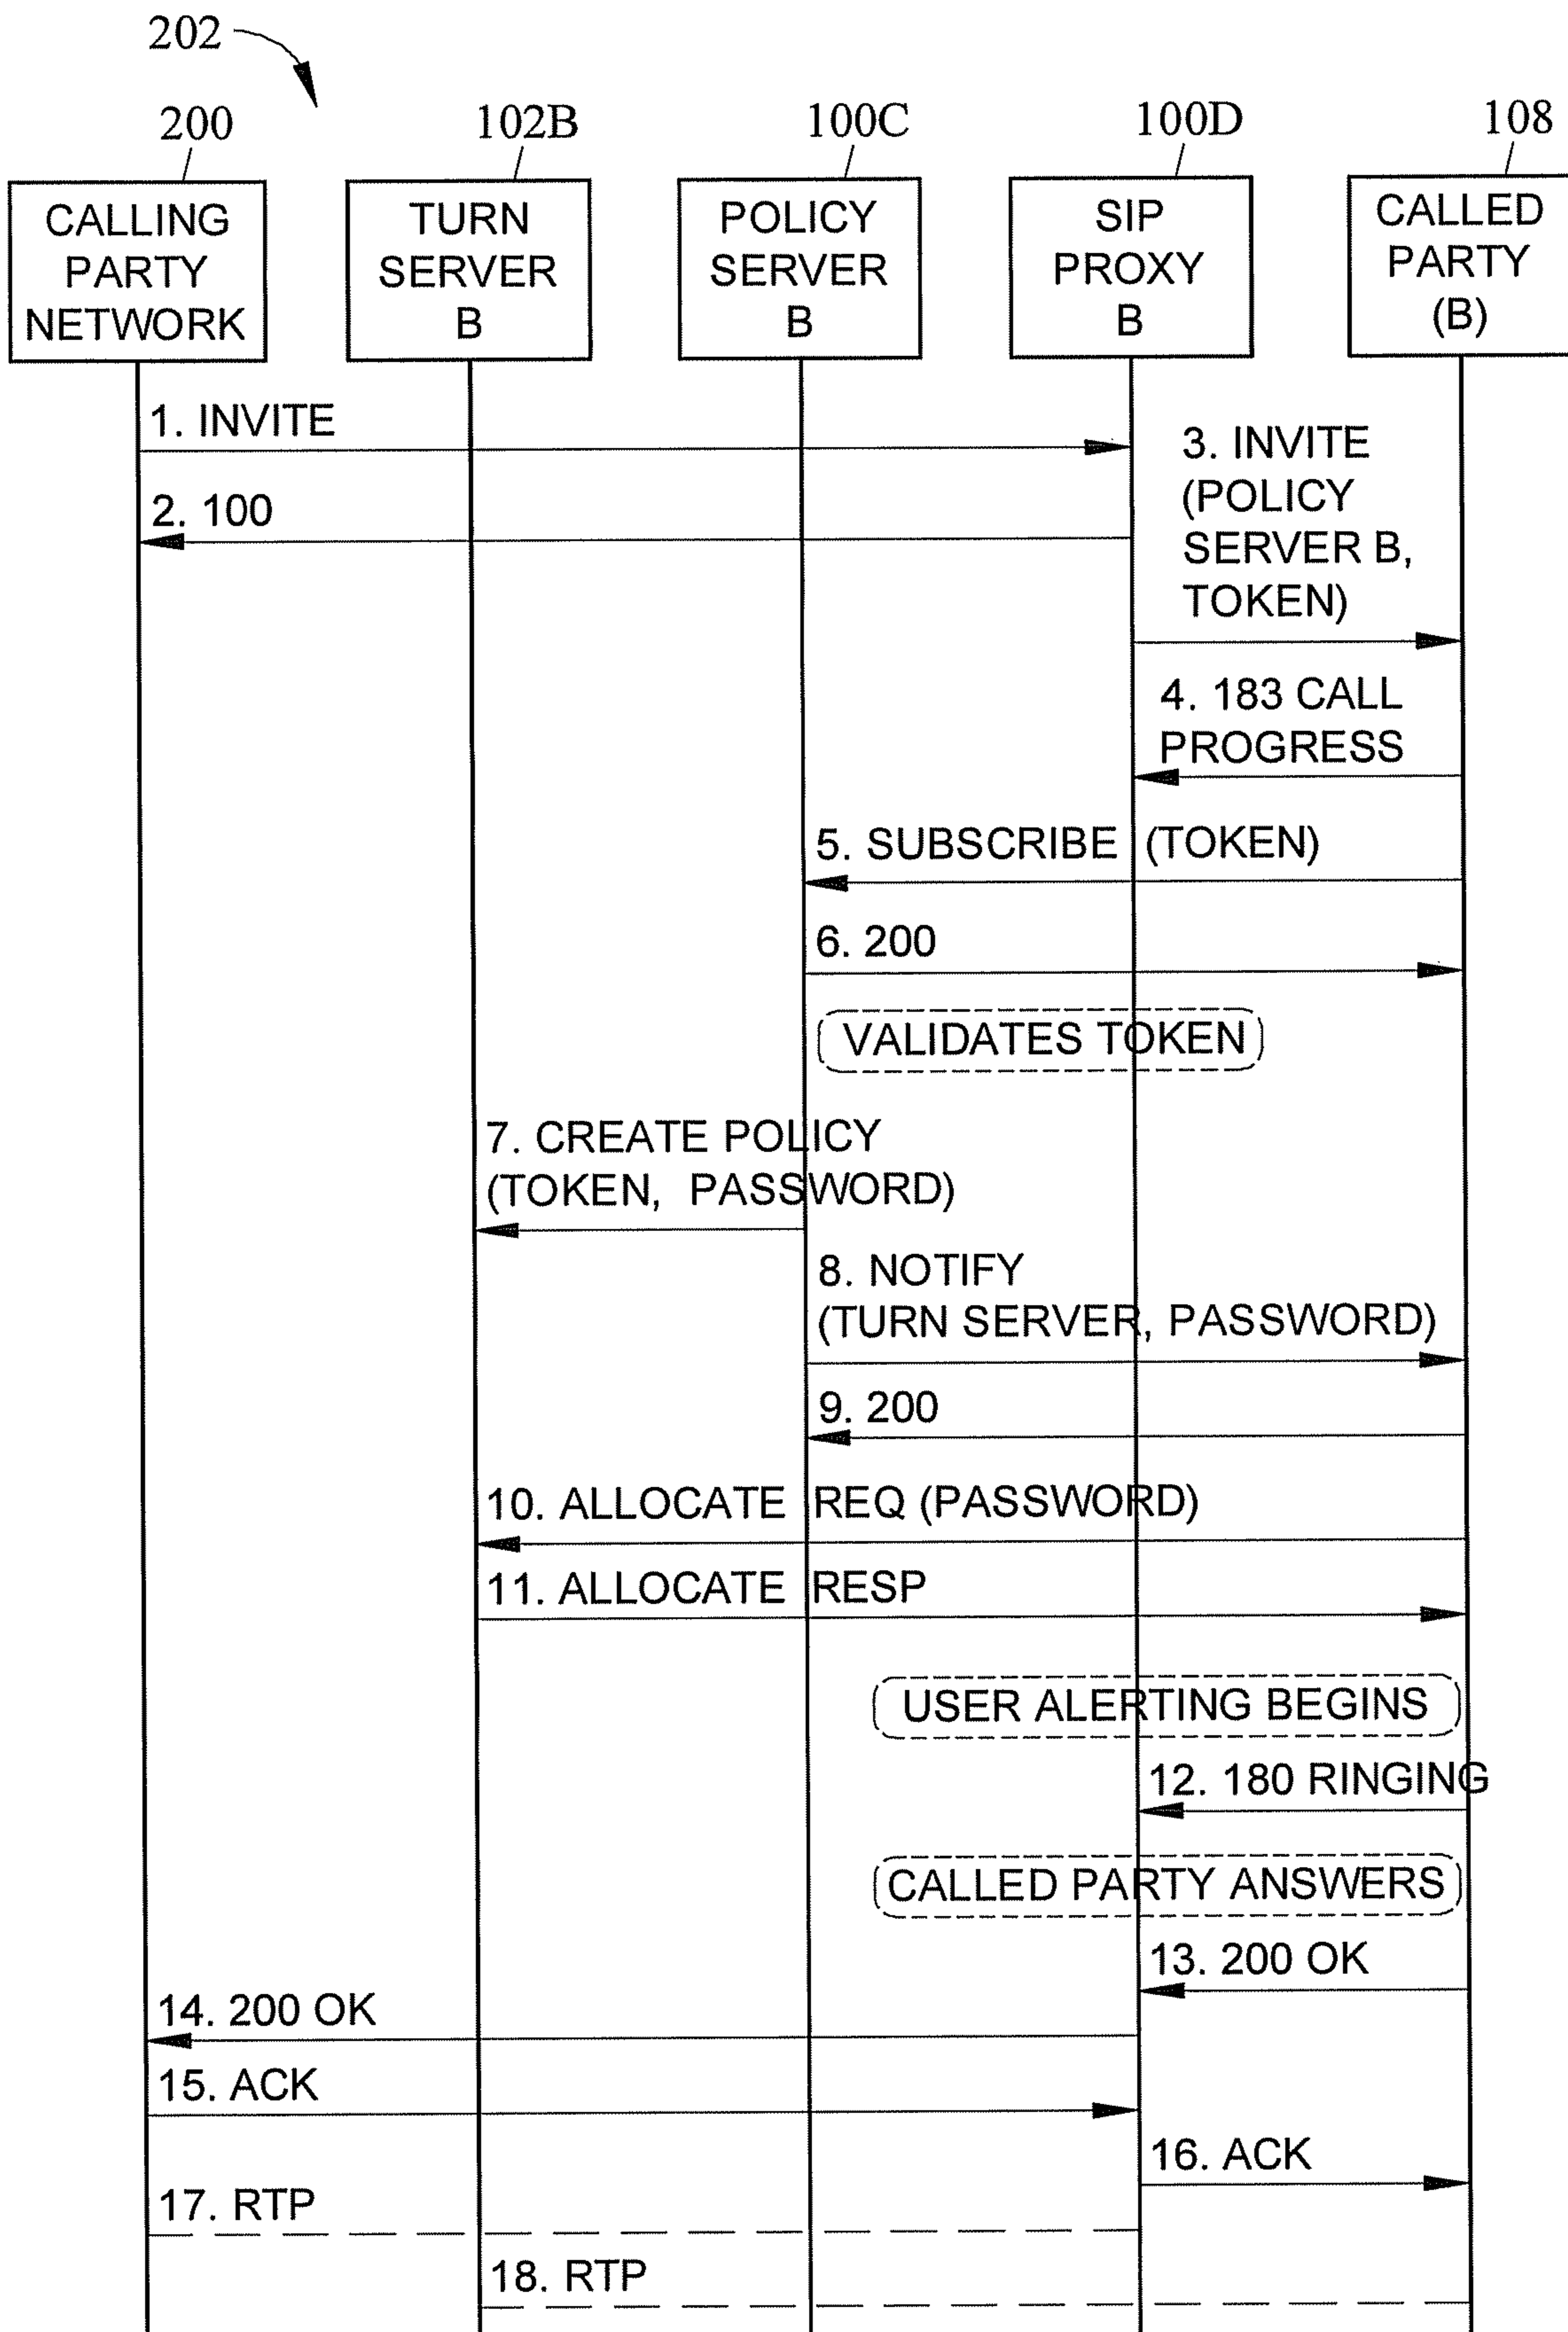 202
200
102B
100C
100D
108
CALLING
PARTY
NETWORK
TURN
SERVER
B
POLICY
SERVER
B
SIP
PROXY
B
CALLED
PARTY
(B)
1. INVITE
2. 100
3. INVITE
(POLICY
SERVER B,
TOKEN)
4. 183 CALL
PROGRESS
5. SUBSCRIBE (TOKEN)
6. 200
VALIDATES TOKEN
7. CREATE POLICY
(TOKEN, PASSWORD)
8. NOTIFY
(TURN SERVER, PASSWORD)
9. 200
10. ALLOCATE REQ (PASSWORD)
11. ALLOCATE RESP
USER ALERTING BEGINS
12. 180 RINGING
CALLED PARTY ANSWERS
13. 200 OK
14. 200 OK
15. ACK
16. ACK
17. RTP
18. RTP